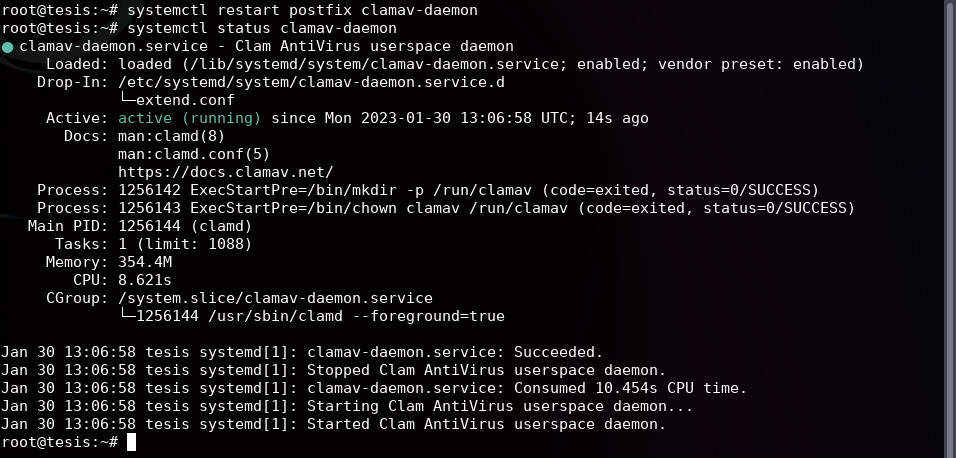 root@tesis:~# systemctl restart postfix clamav-daemon
root@tesis:~# systemctl status clamav-daemon
● clamav-daemon.service - Clam AntiVirus userspace daemon
     Loaded: loaded (/lib/systemd/system/clamav-daemon.service; enabled; vendor preset: enabled)
    Drop-In: /etc/systemd/system/clamav-daemon.service.d
             └─extend.conf
     Active: active (running) since Mon 2023-01-30 13:06:58 UTC; 14s ago
       Docs: man:clamd(8)
             man:clamd.conf(5)
             https://docs.clamav.net/
    Process: 1256142 ExecStartPre=/bin/mkdir -p /run/clamav (code=exited, status=0/SUCCESS)
    Process: 1256143 ExecStartPre=/bin/chown clamav /run/clamav (code=exited, status=0/SUCCESS)
   Main PID: 1256144 (clamd)
      Tasks: 1 (limit: 1088)
     Memory: 354.4M
        CPU: 8.621s
     CGroup: /system.slice/clamav-daemon.service
             └─1256144 /usr/sbin/clamd --foreground=true

Jan 30 13:06:58 tesis systemd[1]: clamav-daemon.service: Succeeded.
Jan 30 13:06:58 tesis systemd[1]: Stopped Clam AntiVirus userspace daemon.
Jan 30 13:06:58 tesis systemd[1]: clamav-daemon.service: Consumed 10.454s CPU time.
Jan 30 13:06:58 tesis systemd[1]: Starting Clam AntiVirus userspace daemon...
Jan 30 13:06:58 tesis systemd[1]: Started Clam AntiVirus userspace daemon.
root@tesis:~#